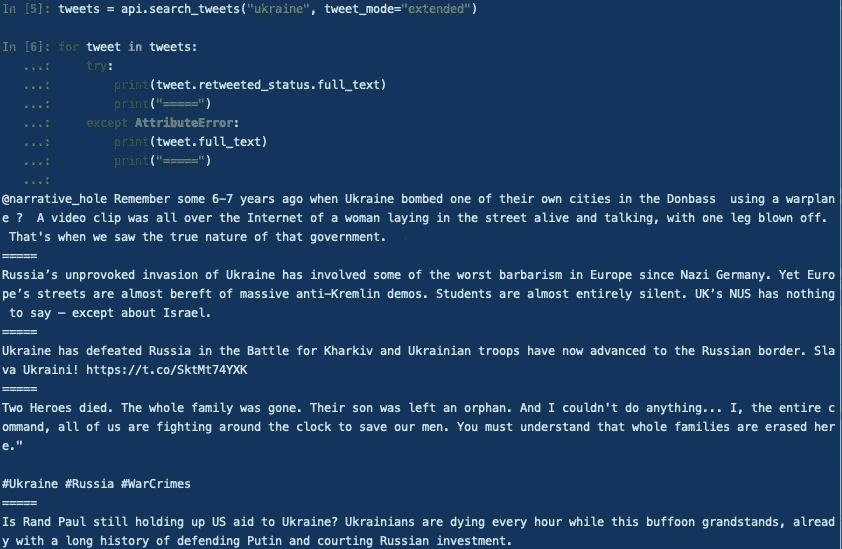 In [5]: tweets = api.search_tweets("ukraine", tweet_mode="extended")
In [6]: for tweet in tweets:
...: try:
...: print(tweet.retweeted_status.full_text)
...: print("=====")
...: except AttributeError:
...: print(tweet.full_text)
...: print("=====")
...:
@narrative_hole Remember some 6-7 years ago when Ukraine bombed one of their own cities in the Donbass  using a warplan
e ?  A video clip was all over the Internet of a woman laying in the street alive and talking, with one leg blown off.
That's when we saw the true nature of that government.
=====
Russia’s unprovoked invasion of Ukraine has involved some of the worst barbarism in Europe since Nazi Germany. Yet Euro
pe’s streets are almost bereft of massive anti-Kremlin demos. Students are almost entirely silent. UK’s NUS has nothing
to say – except about Israel.
=====
Ukraine has defeated Russia in the Battle for Kharkiv and Ukrainian troops have now advanced to the Russian border. Sla
va Ukraini! https://t.co/SktMt74YXK
=====
Two Heroes died. The whole family was gone. Their son was left an orphan. And I couldn't do anything... I, the entire c
ommand, all of us are fighting around the clock to save our men. You must understand that whole families are erased her
e."
#Ukraine #Russia #WarCrimes
=====
Is Rand Paul still holding up US aid to Ukraine? Ukrainians are dying every hour while this buffoon grandstands, alread
y with a long history of defending Putin and courting Russian investment.